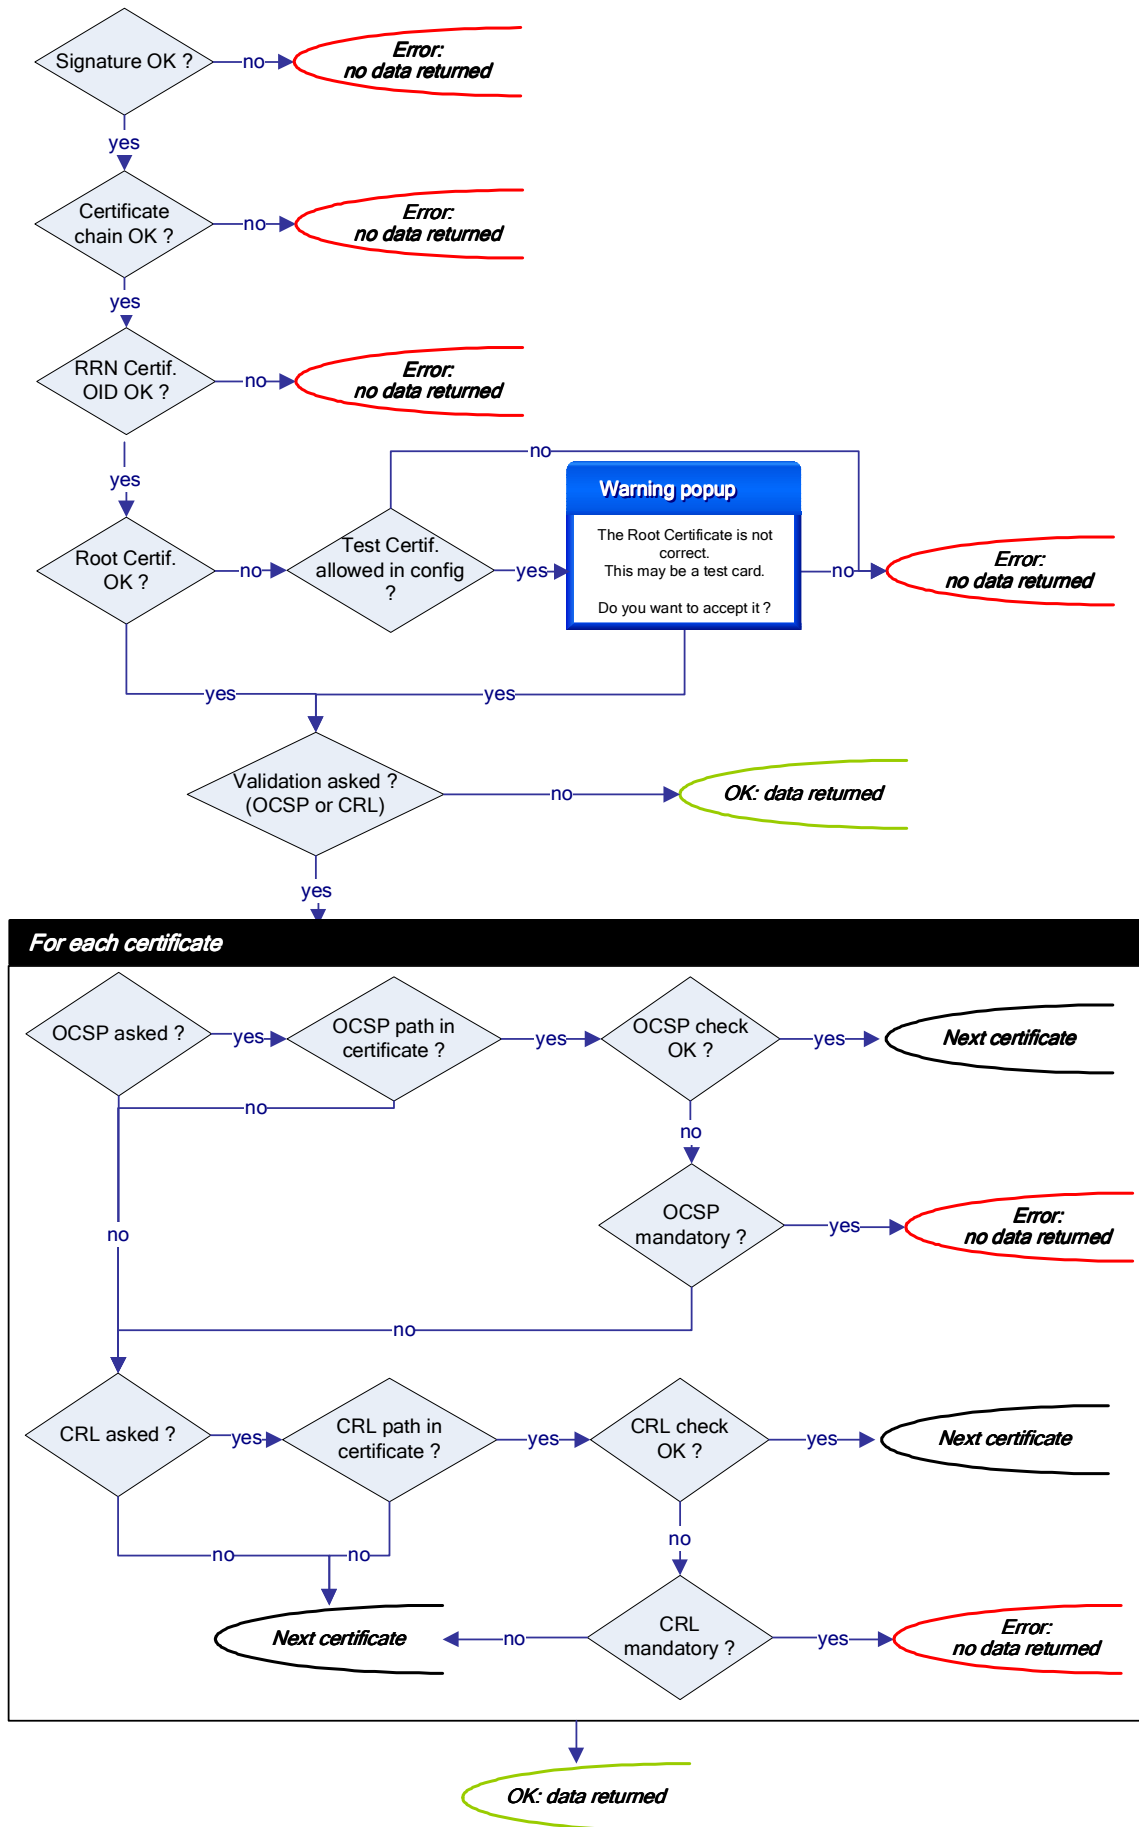 Signature OK ?
no
Error:
no data returned
yes
Certificate
chain OK ?
no
Error:
no data returned
yes
RRN Certif.
OID OK ?
no
Error:
no data returned
yes
no
Warning popup
The Root Certificate is not
correct.
This may be a test card.
Do you want to accept it ?
Root Certif.
OK ?
no
Test Certif.
allowed in config
?
yes
no
Error:
no data returned
yes
yes
Validation asked ?
(OCSP or CRL)
no
OK: data returned
yes
For each certificate
OCSP asked ?
yes
OCSP path in
certificate ?
yes
OCSP check
OK ?
yes
Next certificate
no
no
OCSP
mandatory ?
yes
Error:
no data returned
no
no
CRL asked ?
yes
CRL path in
certificate ?
yes
CRL check
OK ?
yes
Next certificate
no
no
no
Next certificate
no
CRL
mandatory ?
yes
Error:
no data returned
OK: data returned